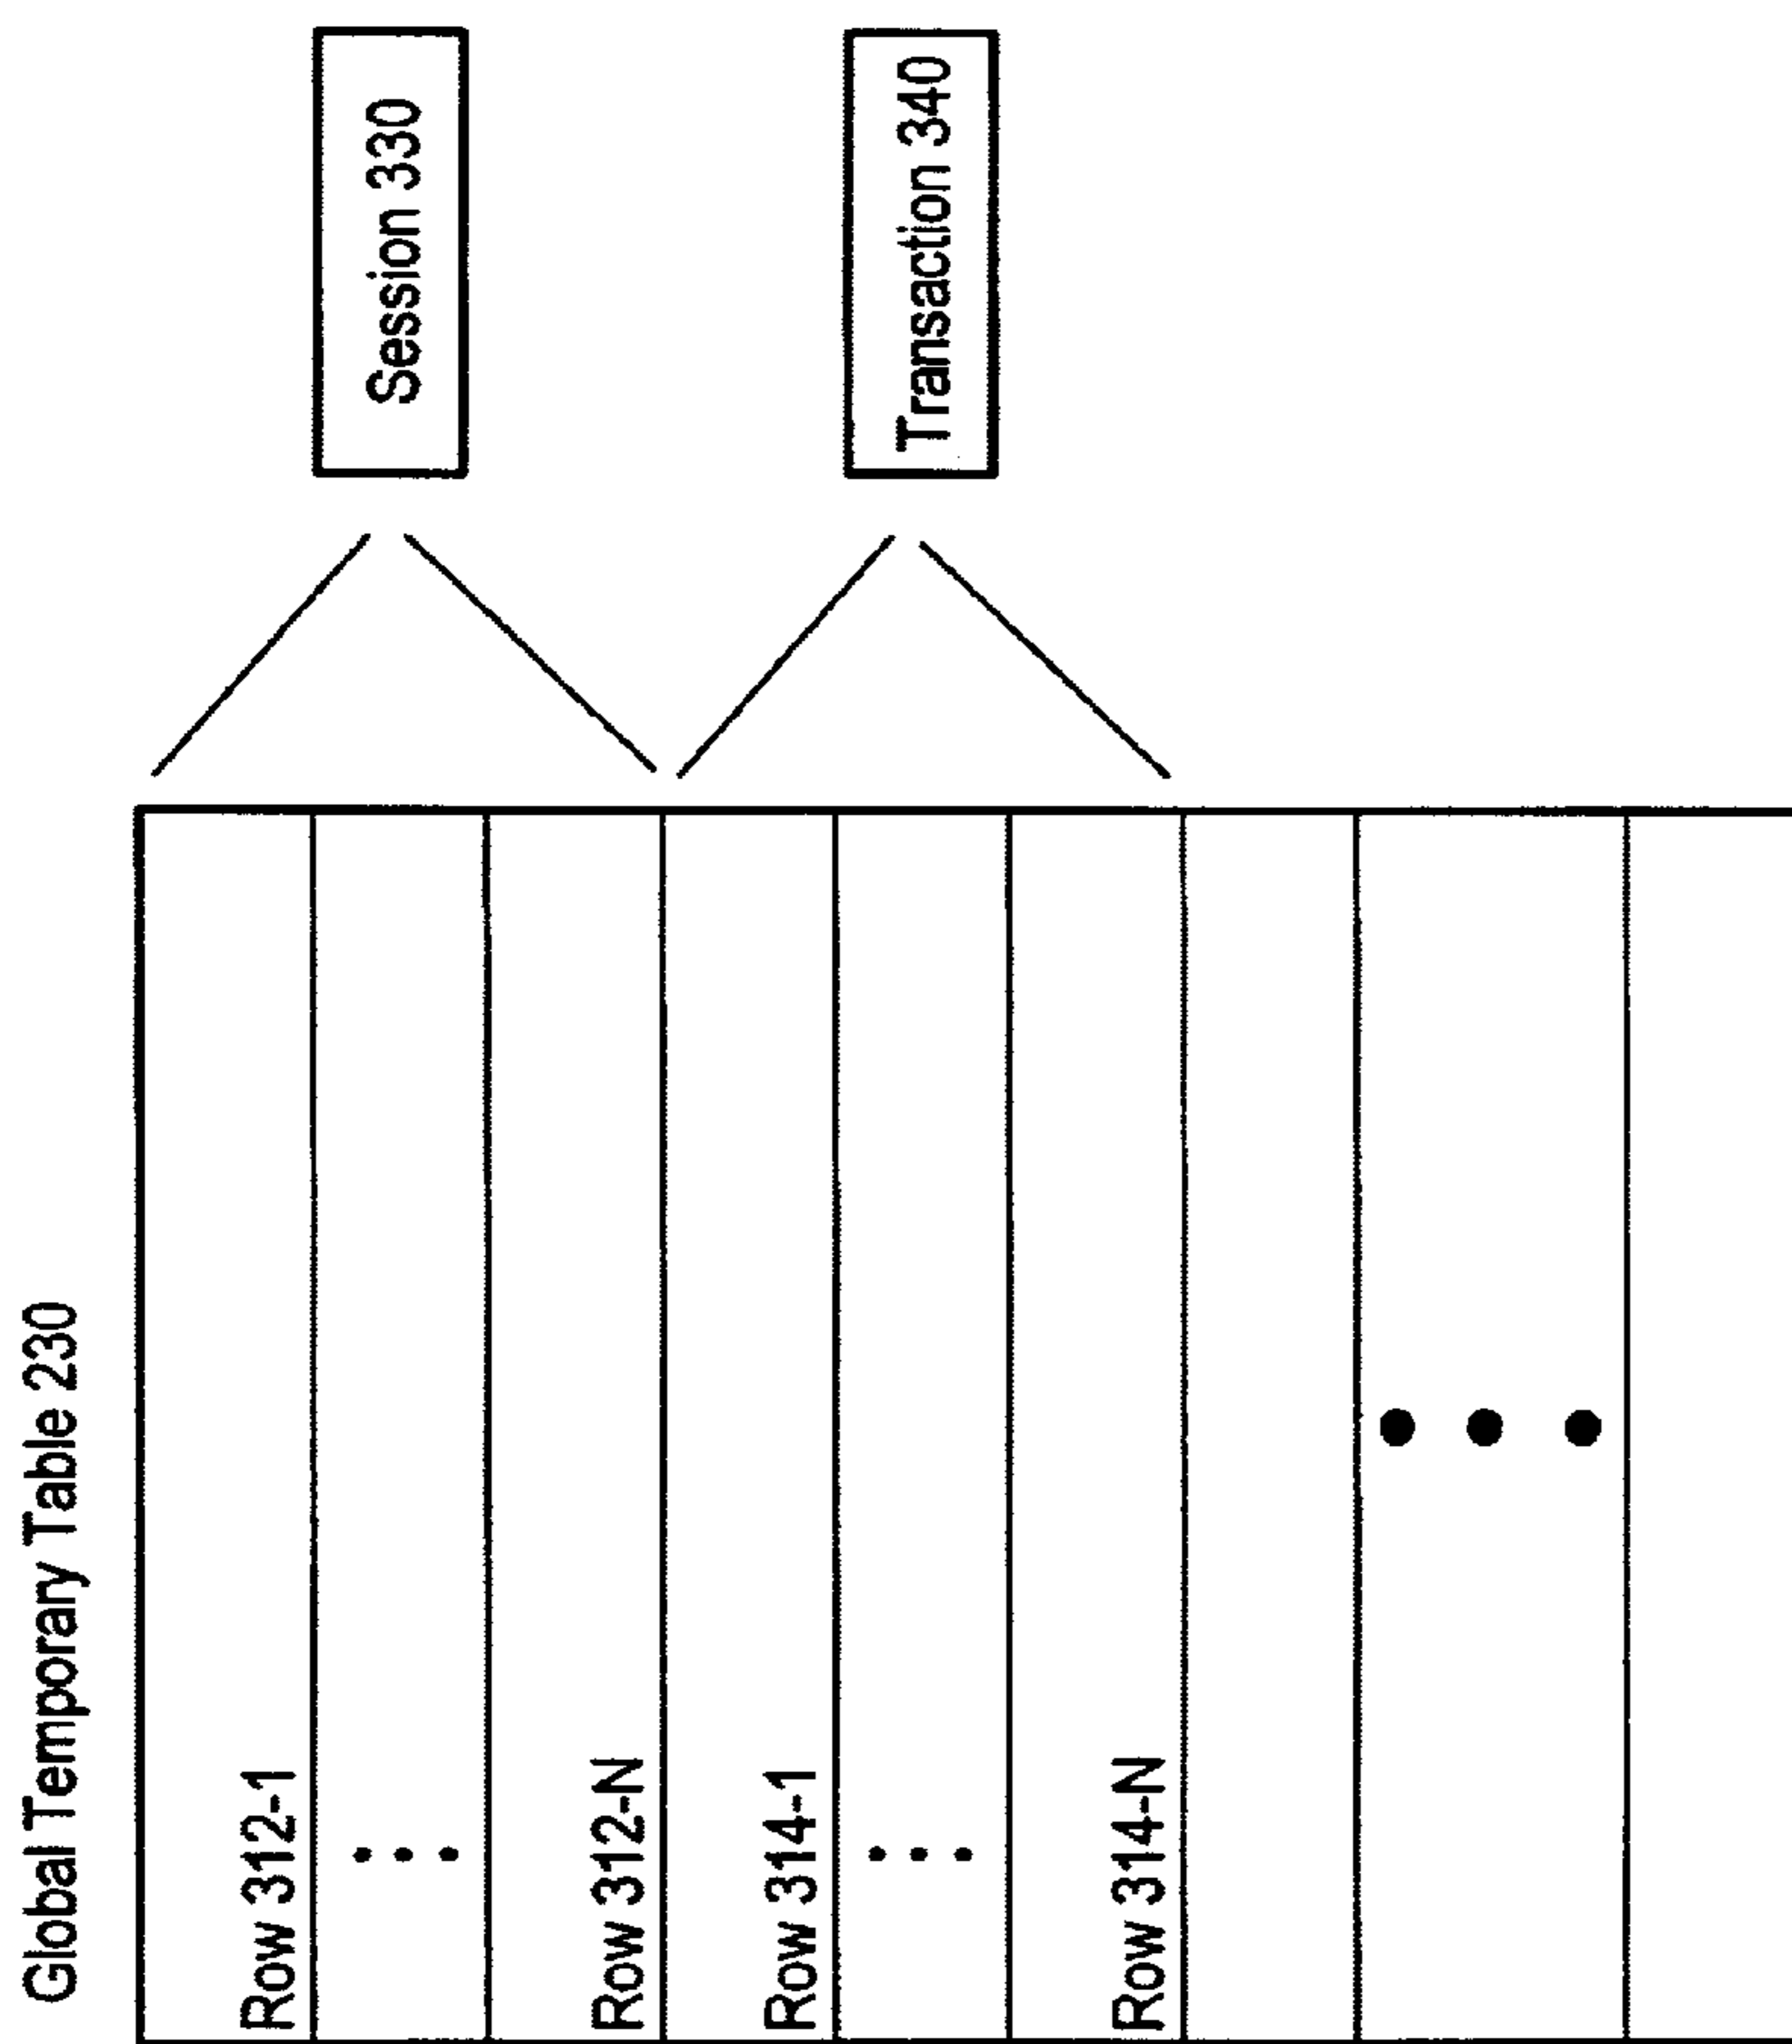 Global Temporary Table 230
Row 312-1
...
Row 312-N
Row 314-1
...
Row 314-N
Session 330
Transaction 340